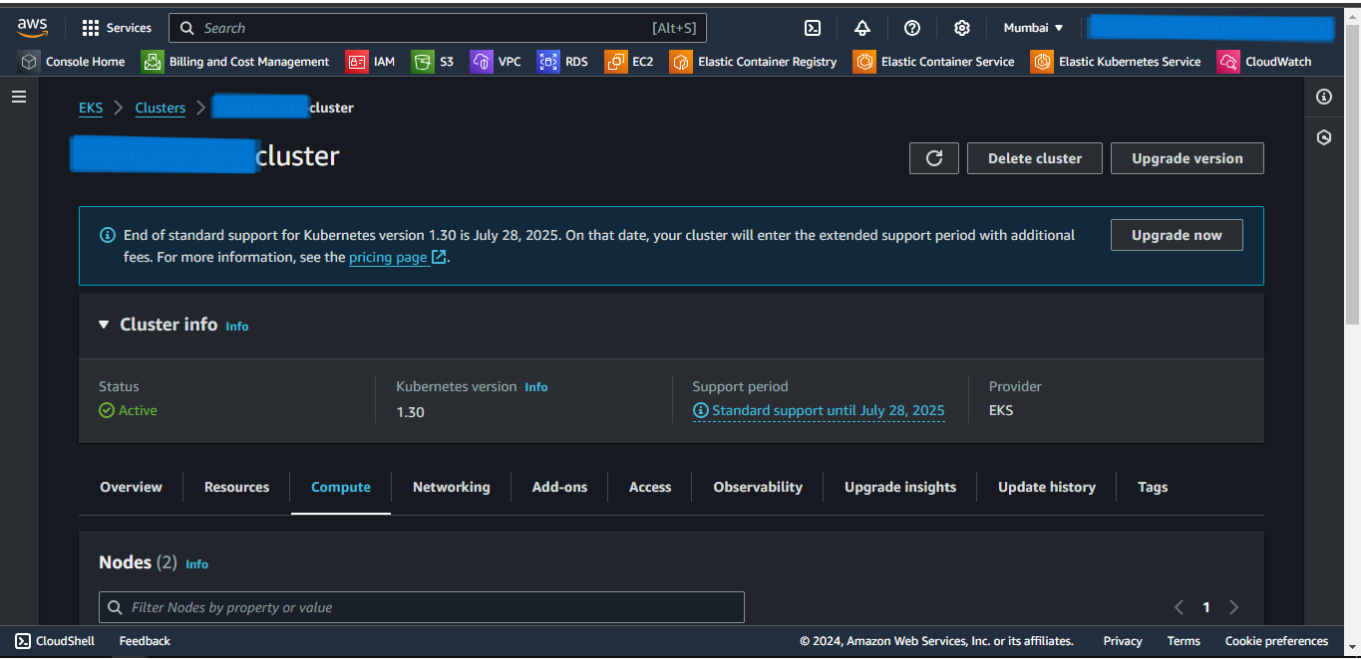 aws Services Search [Alt+S] Mumbai
Console Home Billing and Cost Management IAM S3 VPC RDS EC2 Elastic Container Registry Elastic Container Service Elastic Kubernetes Service CloudWatch
EKS Clusters cluster
cluster
Delete cluster Upgrade version
End of standard support for Kubernetes version 1.30 is July 28, 2025. On that date, your cluster will enter the extended support period with additional
fees. For more information, see the pricing page.
Upgrade now
Cluster info Info
Status
Active
Kubernetes version Info
1.30
Support period
Standard support until July 28, 2025
Provider
EKS
Overview Resources Compute Networking Add-ons Access Observability Upgrade insights Update history Tags
Nodes (2) Info
Filter Nodes by property or value
1
CloudShell Feedback © 2024, Amazon Web Services, Inc. or its affiliates. Privacy Terms Cookie preferences